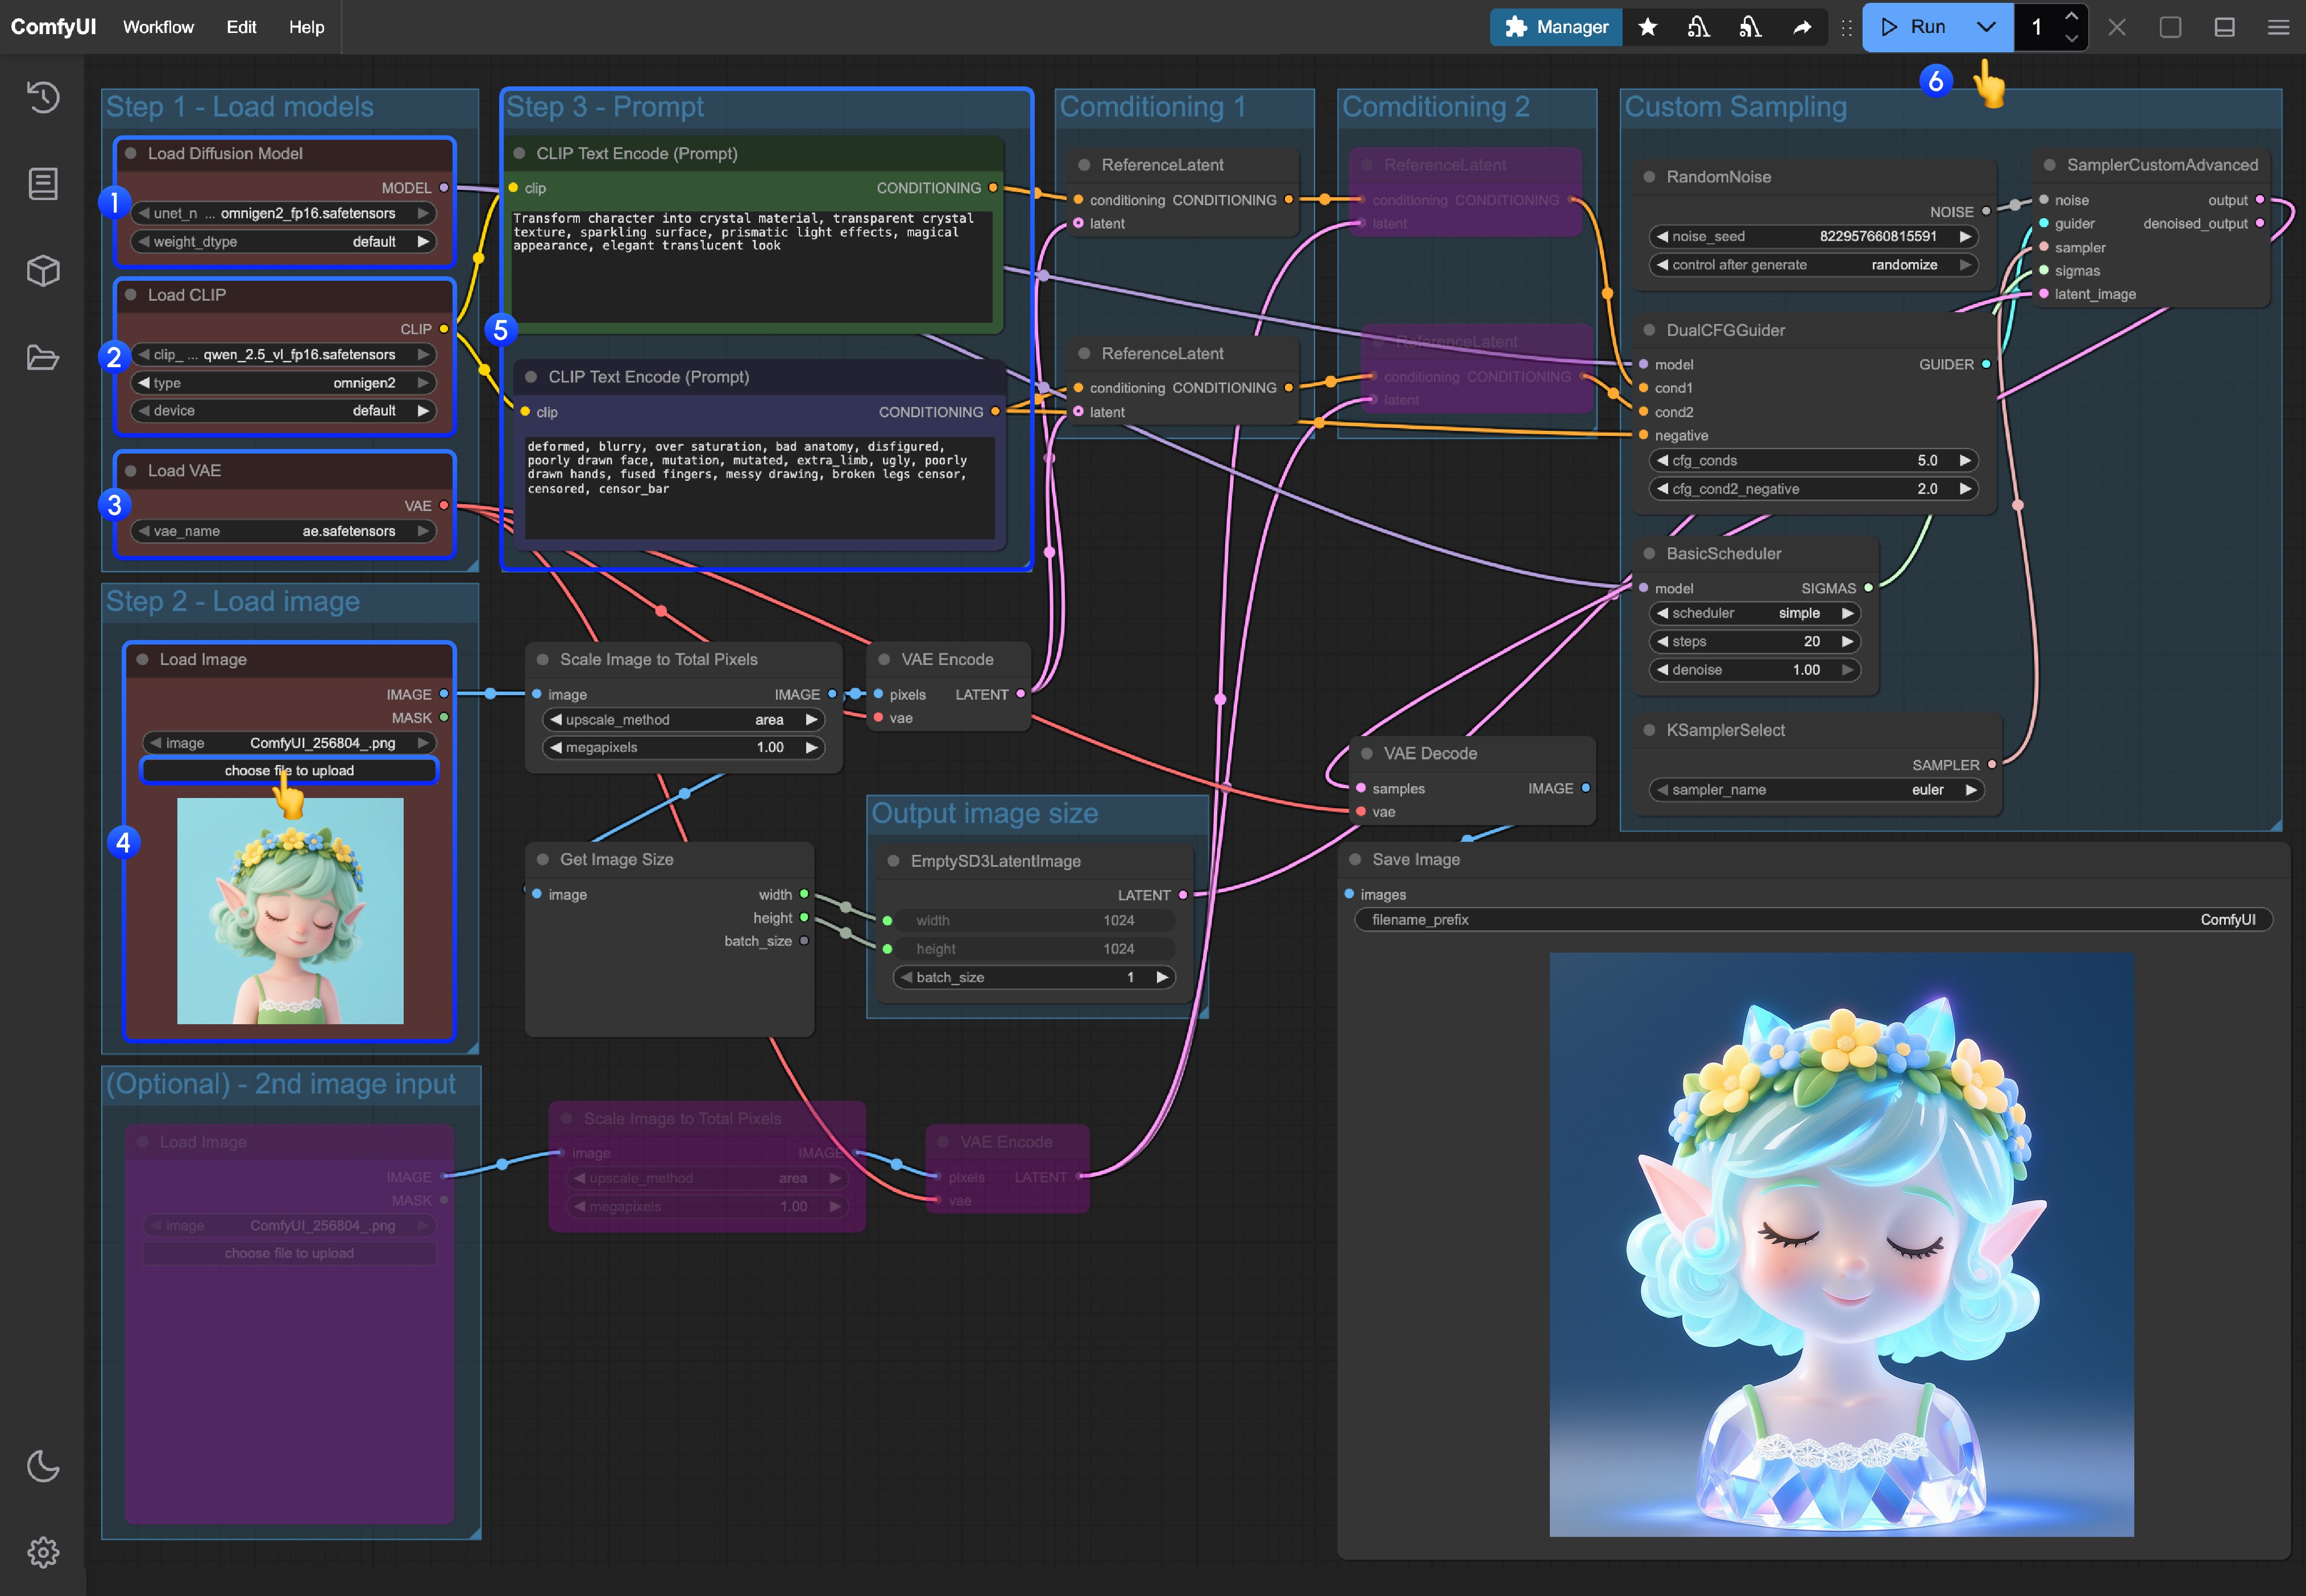 ComfyUI
Workflow
Edit
Help
Manager
Run
1
6
Step 1 - Load models
Load Diffusion Model
MODEL
1
unet_n ... omnigen2_fp16.safetensors
weight_dtype default
Load CLIP
CLIP
2
clip_ ... qwen_2.5_vl_fp16.safetensors
type omnigen2
device default
Load VAE
VAE
3
vae_name ae.safetensors
Step 3 - Prompt
CLIP Text Encode (Prompt)
clip CONDITIONING
Transform character into crystal material, transparent crystal
texture, sparkling surface, prismatic light effects, magical
appearance, elegant translucent look
5
CLIP Text Encode (Prompt)
clip CONDITIONING
deformed, blurry, over saturation, bad anatomy, disfigured,
poorly drawn face, mutation, mutated, extra_limb, ugly, poorly
drawn hands, fused fingers, messy drawing, broken legs censor,
censored, censor_bar
Comditioning 1
ReferenceLatent
conditioning CONDITIONING
latent
ReferenceLatent
conditioning CONDITIONING
latent
Comditioning 2
ReferenceLatent
conditioning CONDITIONING
latent
ReferenceLatent
conditioning CONDITIONING
latent
Custom Sampling
RandomNoise
NOISE
noise_seed 822957660815591
control after generate randomize
SamplerCustomAdvanced
noise output
guider denoised_output
sampler
sigmas
latent_image
DualCFGGuider
model GUIDER
cond1
cond2
negative
cfg_conds 5.0
cfg_cond2_negative 2.0
BasicScheduler
model SIGMAS
scheduler simple
steps 20
denoise 1.00
KSamplerSelect
SAMPLER
sampler_name euler
Step 2 - Load image
Load Image
IMAGE
MASK
image ComfyUI_256804_.png
choose file to upload
4
Scale Image to Total Pixels
image IMAGE
upscale_method area
megapixels 1.00
VAE Encode
pixels LATENT
vae
VAE Decode
samples IMAGE
vae
Get Image Size
image width
height
batch_size
Output image size
EmptySD3LatentImage
LATENT
width 1024
height 1024
batch_size 1
Save Image
images
filename_prefix ComfyUI
(Optional) - 2nd image input
Load Image
IMAGE
MASK
image ComfyUI_256804_.png
choose file to upload
Scale Image to Total Pixels
image IMAGE
upscale_method area
megapixels 1.00
VAE Encode
pixels LATENT
vae